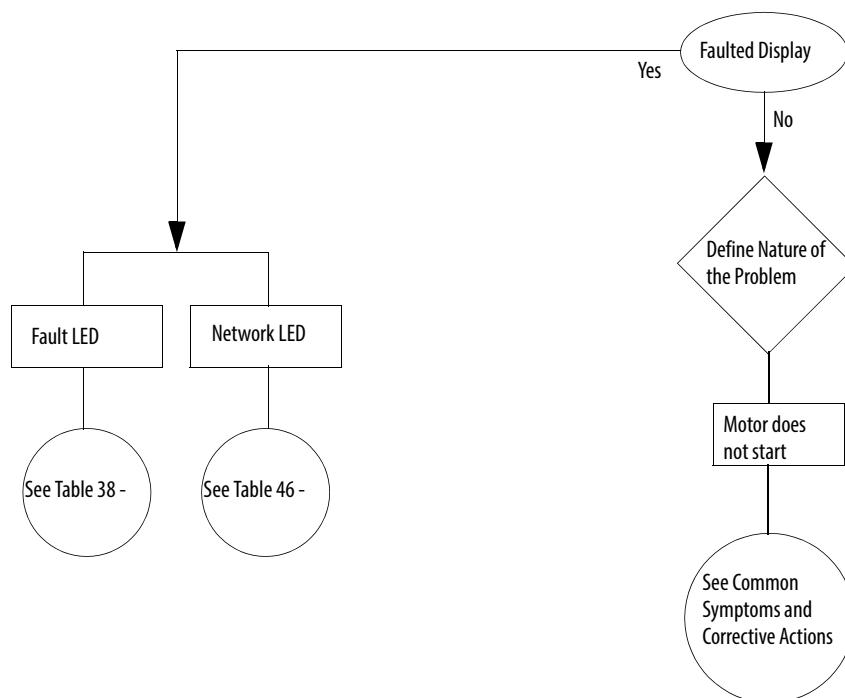 Faulted Display
Yes
No
Define Nature of
the Problem
Fault LED
Network LED
Motor does
not start
See Table 38 -
See Table 46 -
See Common
Symptoms and
Corrective Actions